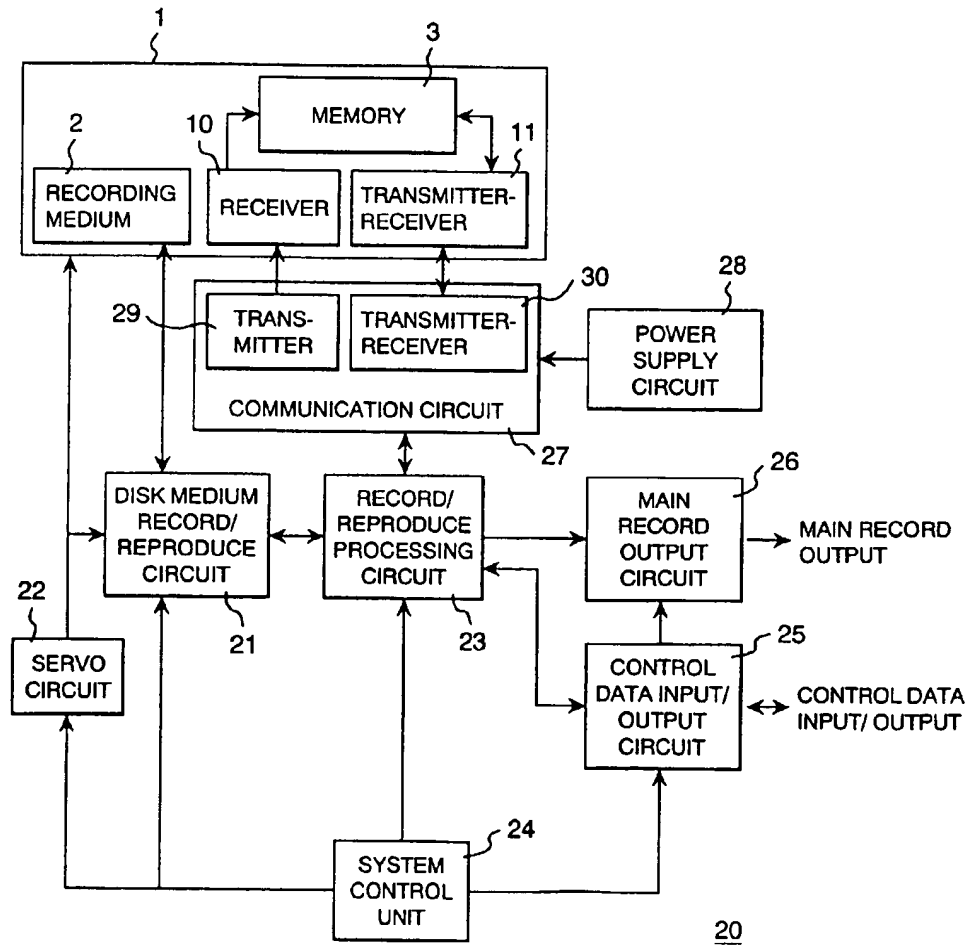 1
3
MEMORY
2
10
11
RECORDING
MEDIUM
RECEIVER
TRANSMITTER-
RECEIVER
30
28
29
TRANS-
MITTER
TRANSMITTER-
RECEIVER
POWER
SUPPLY
CIRCUIT
COMMUNICATION CIRCUIT
27
26
DISK MEDIUM
RECORD/
REPRODUCE
CIRCUIT
RECORD/
REPRODUCE
PROCESSING
CIRCUIT
MAIN
RECORD
OUTPUT
CIRCUIT
MAIN RECORD
OUTPUT
22
21
23
25
SERVO
CIRCUIT
CONTROL
DATA INPUT/
OUTPUT
CIRCUIT
CONTROL DATA
INPUT/ OUTPUT
24
SYSTEM
CONTROL
UNIT
20